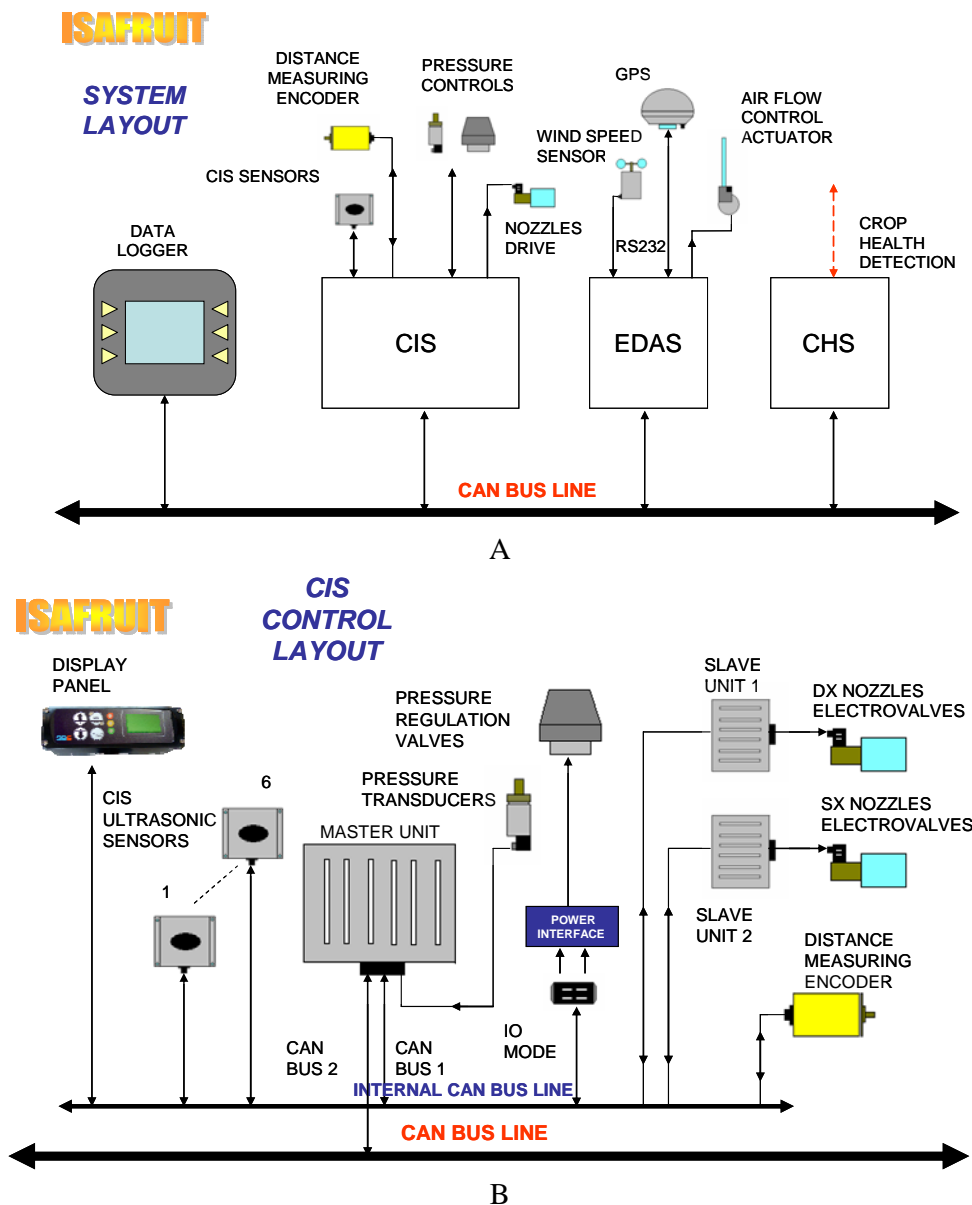 ISAFRUIT
SYSTEM
LAYOUT
DISTANCE
MEASURING
ENCODER
PRESSURE
CONTROLS
GPS
AIR FLOW
CONTROL
ACTUATOR
WIND SPEED
SENSOR
CIS SENSORS
NOZZLES
DRIVE
RS232
DATA
LOGGER
CROP
HEALTH
DETECTION
CIS
EDAS
CHS
CAN BUS LINE
A
ISAFRUIT
CIS
CONTROL
LAYOUT
DISPLAY
PANEL
CIS
ULTRASONIC
SENSORS
6
1
MASTER UNIT
PRESSURE
REGULATION
VALVES
PRESSURE
TRANSDUCERS
POWER
INTERFACE
IO
MODE
SLAVE
UNIT 1
DX NOZZLES
ELECTROVALVES
SX NOZZLES
ELECTROVALVES
SLAVE
UNIT 2
DISTANCE
MEASURING
ENCODER
CAN
BUS 2
CAN
BUS 1
INTERNAL CAN BUS LINE
CAN BUS LINE
B